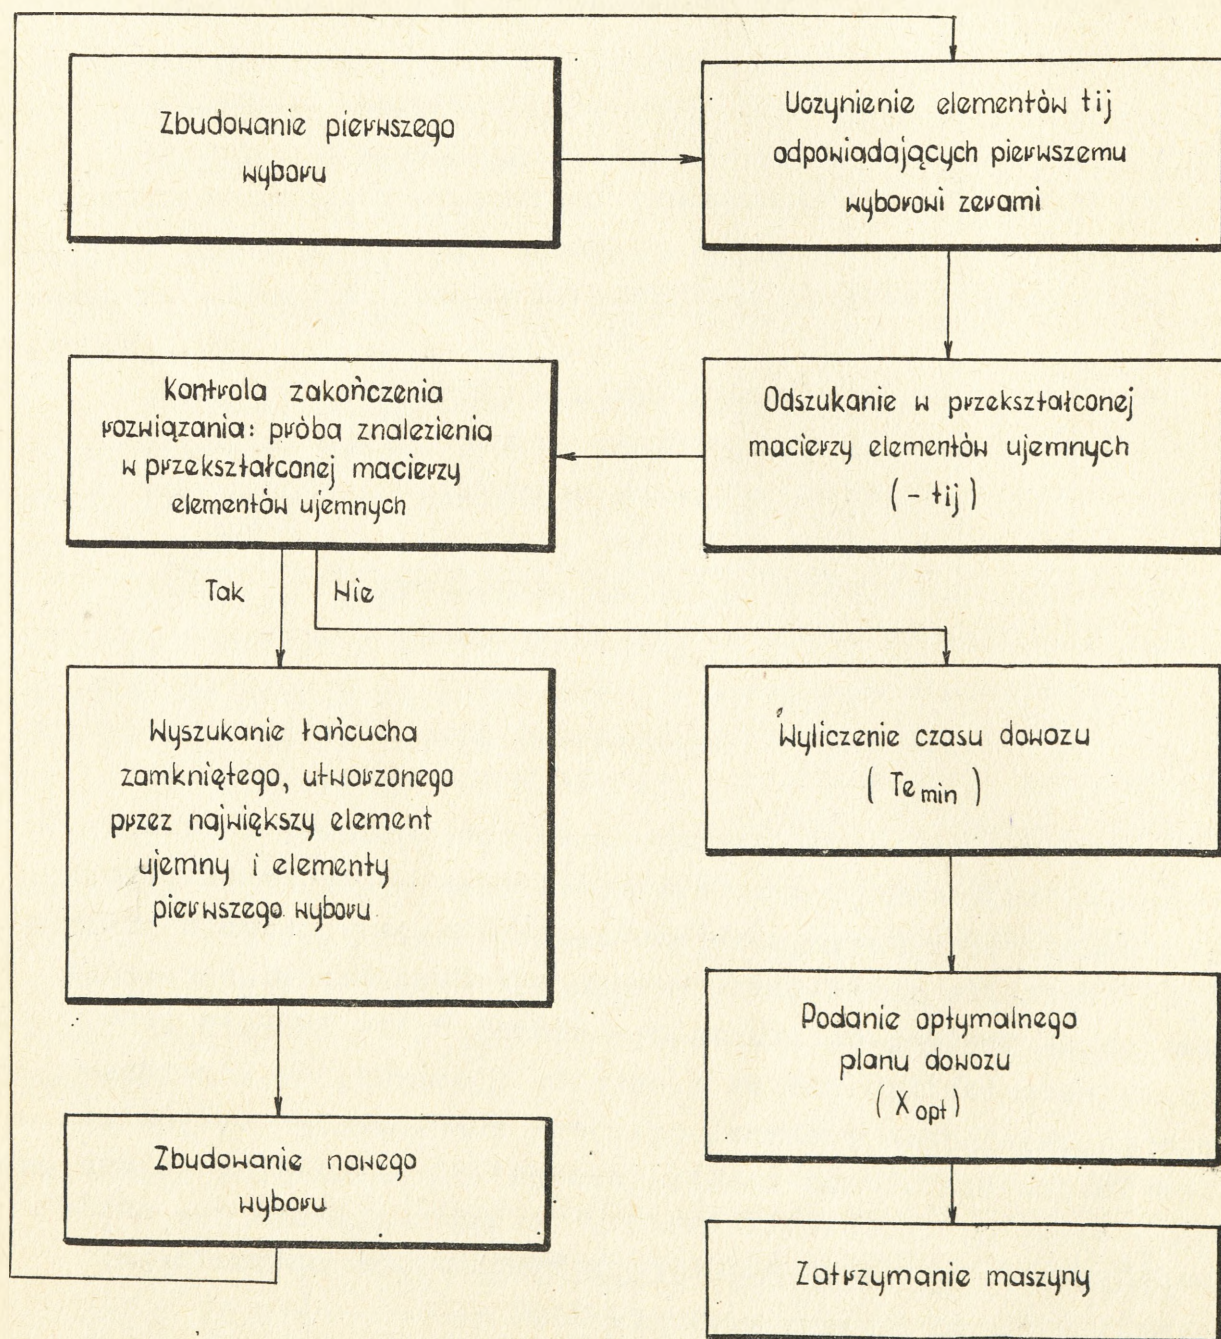 Zbudowanie pierwszego
wyboru
Uczynienie elementów tij
odpowiadających pierwszemu
wyborowi zerami
Kontrola zakończenia
rozwiązania: próba znalezienia
w przekształconej macierzy
elementów ujemnych
Odszukanie w przekształconej
macierzy elementów ujemnych
(- tij)
Tak
Nie
Wyszukanie łańcucha
zamkniętego, utworzonego
przez największy element
ujemny i elementy
pierwszego wyboru
Wyliczenie czasu dowozu
(Te min)
Podanie optymalnego
planu dowozu
(X opt)
Zbudowanie nowego
wyboru
Zatrzymanie maszyny